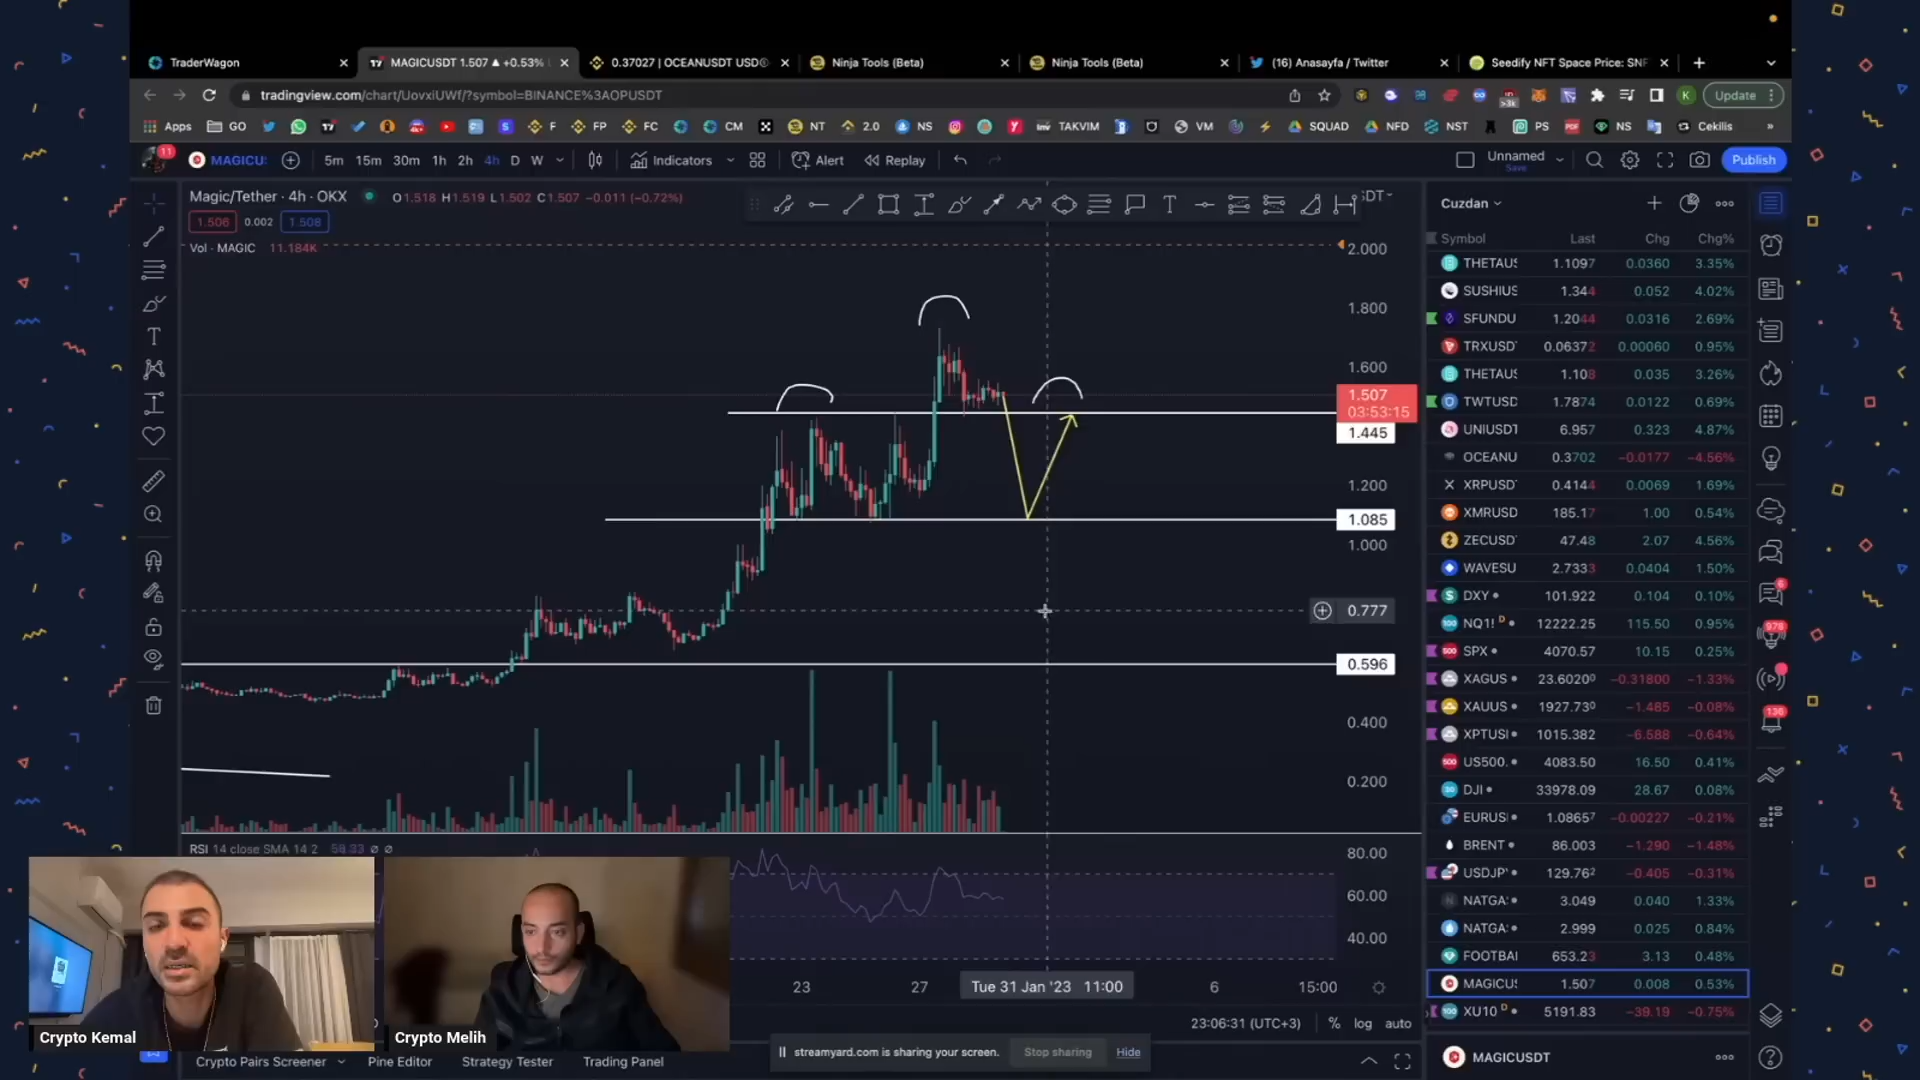 TraderWagon
MAGICUSDT 1.507 ▲ +0.53%
0.37027 | OCEANUSDT USDⓈ
Ninja Tools (Beta)
Ninja Tools (Beta)
(16) Anasayfa / Twitter
Seedify NFT Space Price: SNF
tradingview.com/chart/UovxiUWf/?symbol=BINANCE%3AOPUSDT
>3k
K
Update
Apps
GO
F
FP
FC
CM
NT
2.0
NS
TAKVIM
VM
SQUAD
NFD
NST
PS
NS
Cekilis
»
11
MAGICU:
5m 15m 30m 1h 2h 4h D W
Indicators
Alert
Replay
Unnamed
Save
Publish
Magic/Tether · 4h · OKX
O1.518 H1.519 L1.502 C1.507 −0.011 (−0.72%)
1.506 0.002 1.508
Vol · MAGIC 11.184K
2.000
1.800
1.600
1.507
03:53:15
1.445
1.200
1.085
1.000
0.777
0.596
0.400
0.200
RSI 14 close SMA 14 2
80.00
60.00
40.00
23
27
Tue 31 Jan '23 11:00
6
15:00
23:06:31 (UTC+3)
% log auto
Cuzdan
Symbol Last Chg Chg%
THETAUS 1.1097 0.0360 3.35%
SUSHIUS 1.344 0.052 4.02%
SFUNDU 1.2044 0.0316 2.69%
TRXUSD 0.06372 0.00060 0.95%
THETAUS 1.108 0.035 3.26%
TWTUSD 1.7874 0.0122 0.69%
UNIUSDT 6.957 0.323 4.87%
OCEANU 0.3702 −0.0177 −4.56%
XRPUSD 0.4144 0.0069 1.69%
XMRUSD 185.17 1.00 0.54%
ZECUSD 47.48 2.07 4.56%
WAVESU 2.7333 0.0404 1.50%
DXY 101.922 0.104 0.10%
NQ1! D 12222.25 115.50 0.95%
SPX 4070.57 10.15 0.25%
XAGUS 23.6020 −0.31800 −1.33%
XAUUS 1927.730 −1.485 −0.08%
XPTUSI 1015.382 −6.588 −0.64%
US500. 4083.50 16.50 0.41%
DJI 33978.09 28.67 0.08%
EURUSI 1.08657 −0.00227 −0.21%
BRENT 86.003 −1.290 −1.48%
USDJP 129.762 −0.405 −0.31%
NATGA: 3.049 0.040 1.33%
NATGA: 2.999 0.025 0.84%
FOOTBAI 653.23 3.13 0.48%
MAGICUS 1.507 0.008 0.53%
XU10 D 5191.83 −39.19 −0.75%
MAGICUSDT
6
978
136
Crypto Kemal
Crypto Melih
Crypto Pairs Screener
Pine Editor
Strategy Tester
Trading Panel
streamyard.com is sharing your screen.
Stop sharing
Hide